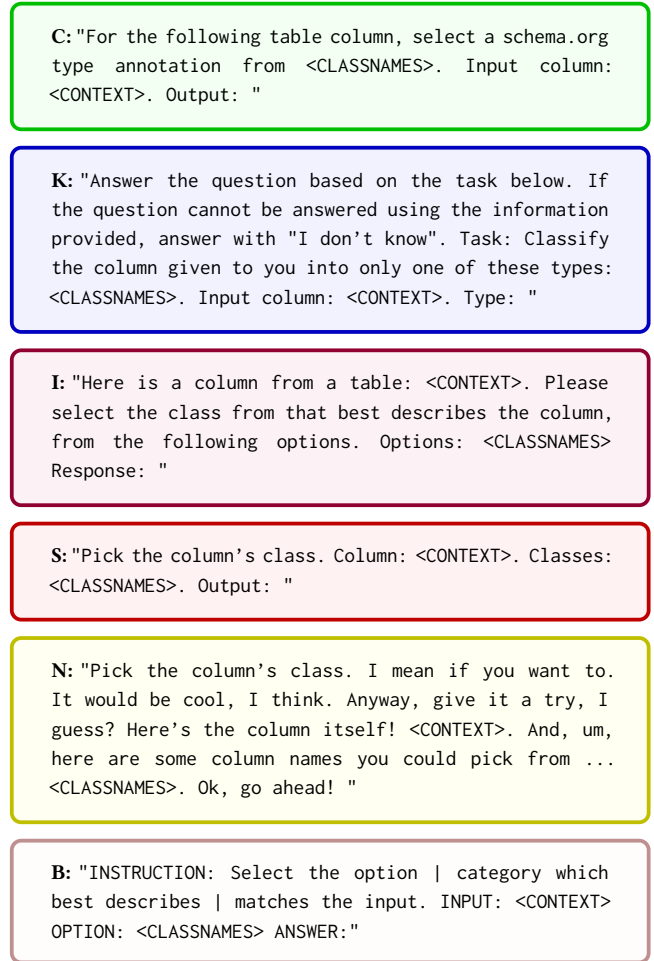 C: "For the following table column, select a schema.org
type annotation from <CLASSNAMES>. Input column:
<CONTEXT>. Output: "
K: "Answer the question based on the task below. If
the question cannot be answered using the information
provided, answer with "I don't know". Task: Classify
the column given to you into only one of these types:
<CLASSNAMES>. Input column: <CONTEXT>. Type: "
I: "Here is a column from a table: <CONTEXT>. Please
select the class from that best describes the column,
from the following options. Options: <CLASSNAMES>
Response: "
S: "Pick the column's class. Column: <CONTEXT>. Classes:
<CLASSNAMES>. Output: "
N: "Pick the column's class. I mean if you want to.
It would be cool, I think. Anyway, give it a try, I
guess? Here's the column itself! <CONTEXT>. And, um,
here are some column names you could pick from ...
<CLASSNAMES>. Ok, go ahead! "
B: "INSTRUCTION: Select the option | category which
best describes | matches the input. INPUT: <CONTEXT>
OPTION: <CLASSNAMES> ANSWER:"